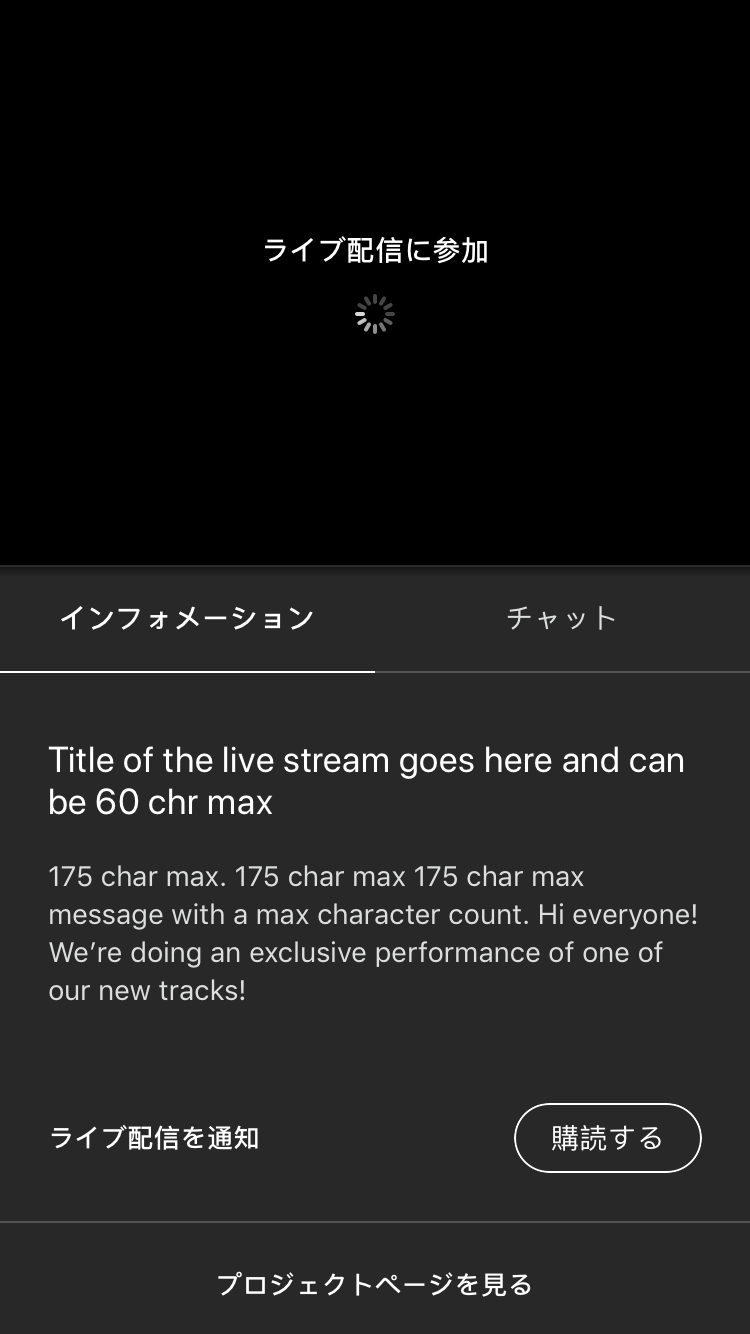 ライブ配信に参加
インフォメーション
チャット
Title of the live stream goes here and can
be 60 chr max
175 char max. 175 char max 175 char max
message with a max character count. Hi everyone!
We’re doing an exclusive performance of one of
our new tracks!
ライブ配信を通知
購読する
プロジェクトページを見る